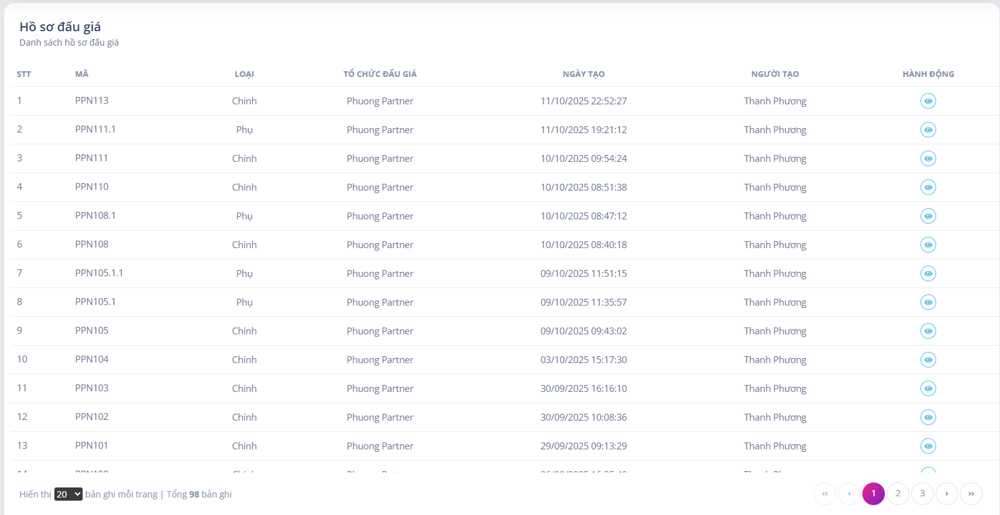 Hồ sơ đấu giá
Danh sách hồ sơ đấu giá
STT MÃ LOẠI TỔ CHỨC ĐẤU GIÁ NGÀY TẠO NGƯỜI TẠO HÀNH ĐỘNG
1 PPN113 Chính Phuong Partner 11/10/2025 22:52:27 Thanh Phương
2 PPN111.1 Phụ Phuong Partner 11/10/2025 19:21:12 Thanh Phương
3 PPN111 Chính Phuong Partner 10/10/2025 09:54:24 Thanh Phương
4 PPN110 Chính Phuong Partner 10/10/2025 08:51:38 Thanh Phương
5 PPN108.1 Phụ Phuong Partner 10/10/2025 08:47:12 Thanh Phương
6 PPN108 Chính Phuong Partner 10/10/2025 08:40:18 Thanh Phương
7 PPN105.1.1 Phụ Phuong Partner 09/10/2025 11:51:15 Thanh Phương
8 PPN105.1 Phụ Phuong Partner 09/10/2025 11:35:57 Thanh Phương
9 PPN105 Chính Phuong Partner 09/10/2025 09:43:02 Thanh Phương
10 PPN104 Chính Phuong Partner 03/10/2025 15:17:30 Thanh Phương
11 PPN103 Chính Phuong Partner 30/09/2025 16:16:10 Thanh Phương
12 PPN102 Chính Phuong Partner 30/09/2025 10:08:36 Thanh Phương
13 PPN101 Chính Phuong Partner 29/09/2025 09:13:29 Thanh Phương
Hiển thị 20 bản ghi mỗi trang | Tổng 98 bản ghi «« ‹ 1 2 3 › »